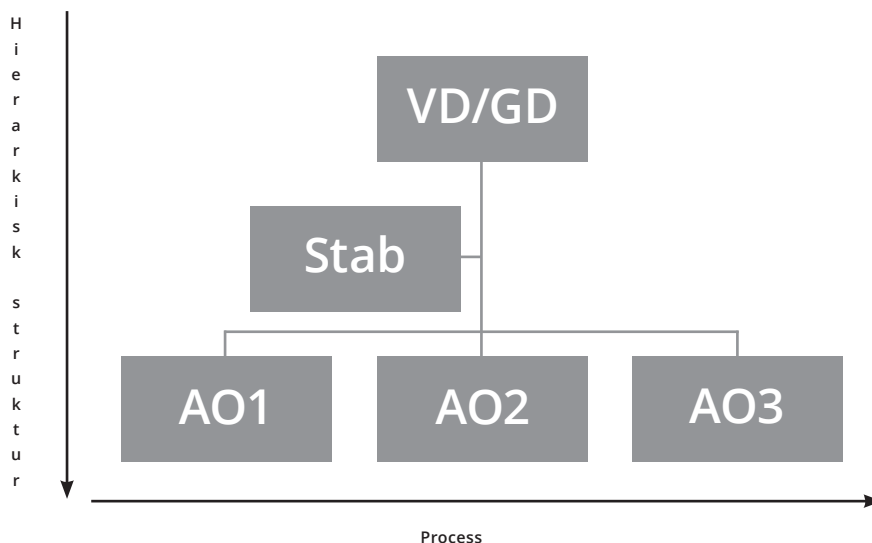 Hierarkisk struktur
VD/GD
Stab
AO1 AO2 AO3
Process